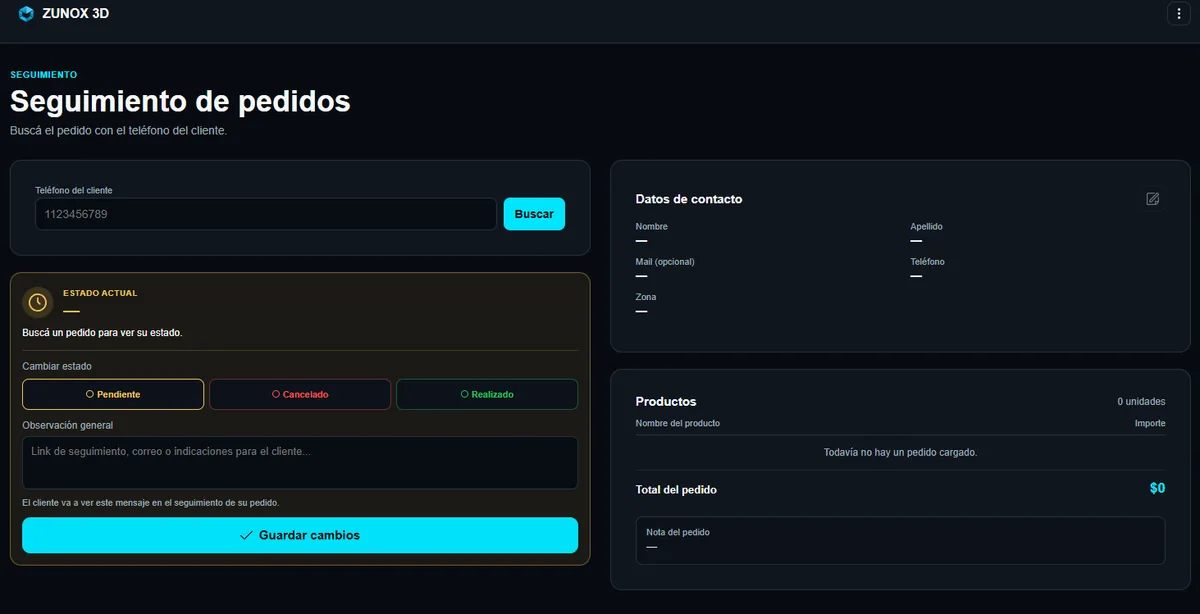 ZUNOX 3D
SEGUIMIENTO
Seguimiento de pedidos
Buscá el pedido con el teléfono del cliente.
Teléfono del cliente
1123456789
Buscar
ESTADO ACTUAL
—
Buscá un pedido para ver su estado.
Cambiar estado
Pendiente
Cancelado
Realizado
Observación general
Link de seguimiento, correo o indicaciones para el cliente...
El cliente va a ver este mensaje en el seguimiento de su pedido.
Guardar cambios
Datos de contacto
Nombre
—
Apellido
—
Mail (opcional)
—
Teléfono
—
Zona
—
Productos
0 unidades
Nombre del producto
Importe
Todavía no hay un pedido cargado.
Total del pedido
$0
Nota del pedido
—